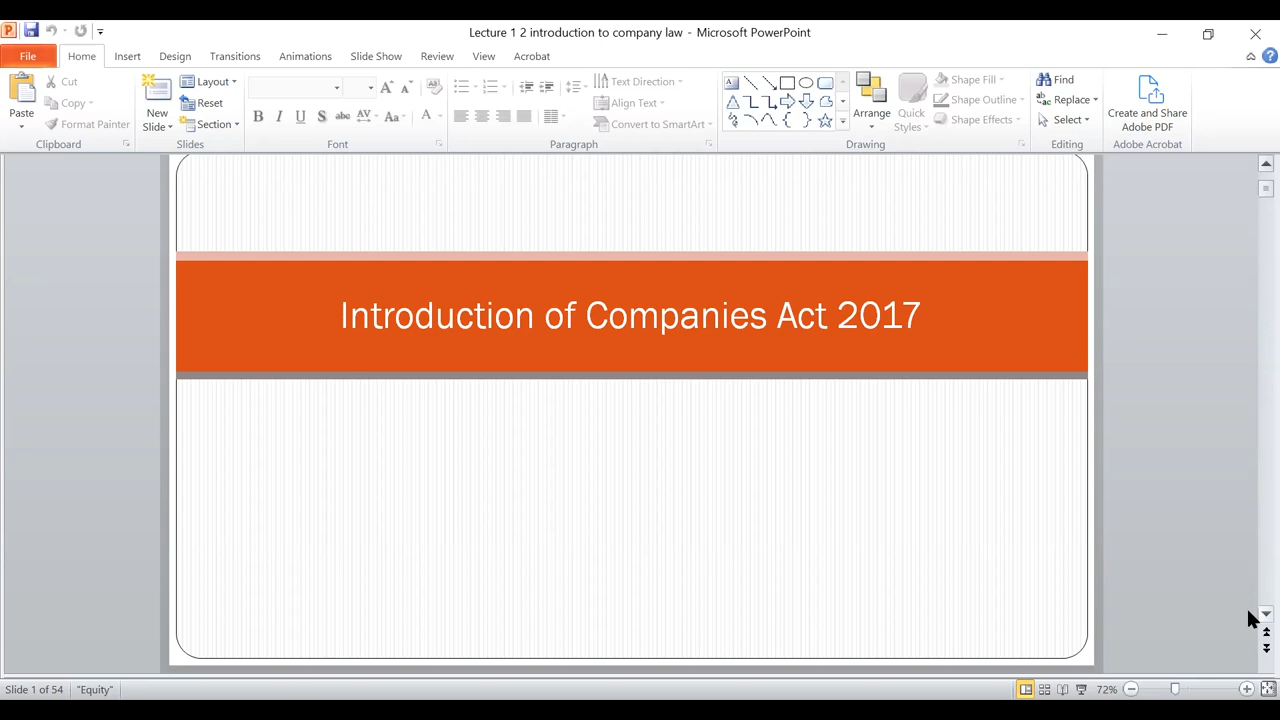 Lecture 1 2 introduction to company law - Microsoft PowerPoint
File Home Insert Design Transitions Animations Slide Show Review View Acrobat
Paste
Cut
Copy
Format Painter
Clipboard
New Slide
Layout
Reset
Section
Slides
B I U S abc AV Aa A
Font
Text Direction
Align Text
Convert to SmartArt
Paragraph
Arrange
Quick Styles
Shape Fill
Shape Outline
Shape Effects
Drawing
Find
Replace
Select
Editing
Create and Share
Adobe PDF
Adobe Acrobat
Introduction of Companies Act 2017
Slide 1 of 54 "Equity" 72%